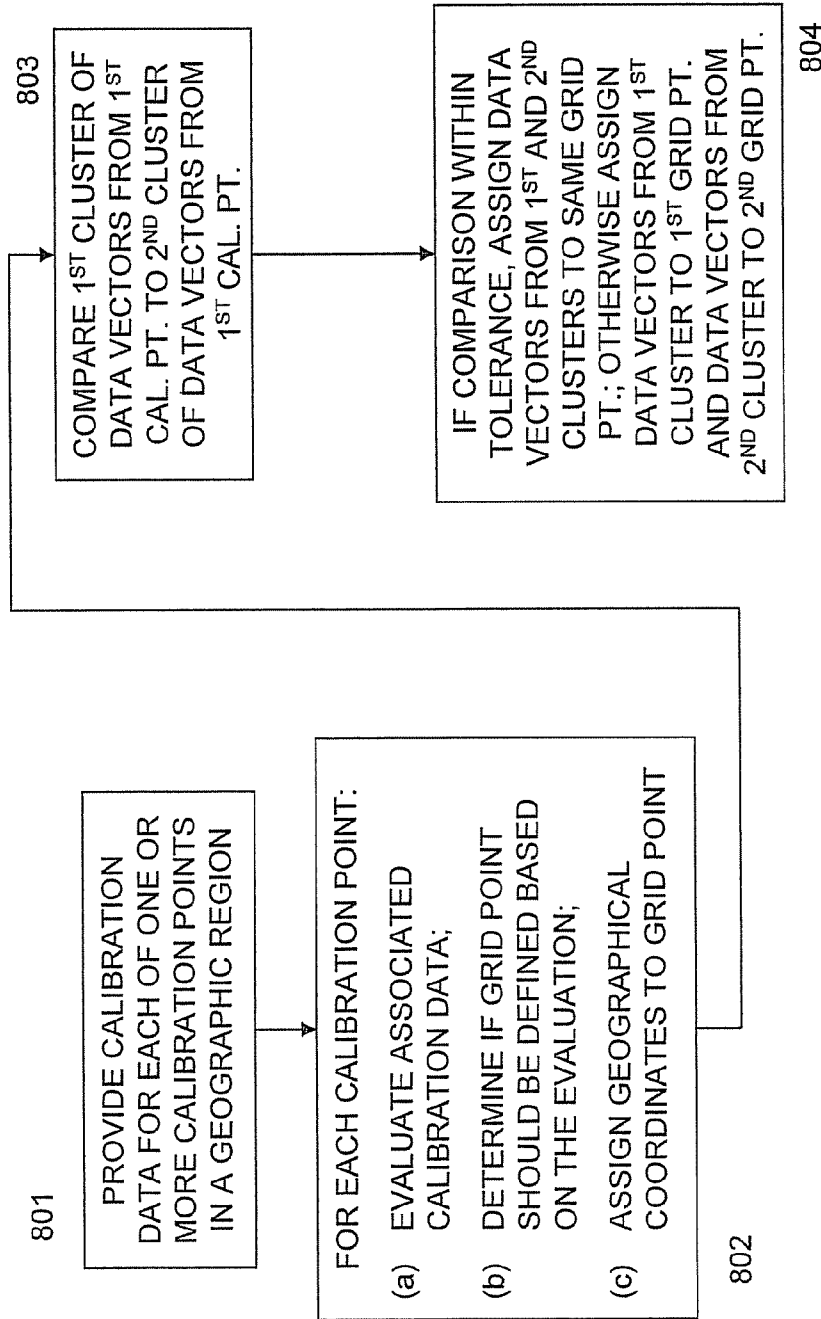 801
PROVIDE CALIBRATION
DATA FOR EACH OF ONE OR
MORE CALIBRATION POINTS
IN A GEOGRAPHIC REGION
FOR EACH CALIBRATION POINT:
(a) EVALUATE ASSOCIATED
CALIBRATION DATA;
(b) DETERMINE IF GRID POINT
SHOULD BE DEFINED BASED
ON THE EVALUATION;
(c) ASSIGN GEOGRAPHICAL
COORDINATES TO GRID POINT
802
803
COMPARE 1ST CLUSTER OF
DATA VECTORS FROM 1ST
CAL. PT. TO 2ND CLUSTER
OF DATA VECTORS FROM
1ST CAL. PT.
IF COMPARISON WITHIN
TOLERANCE, ASSIGN DATA
VECTORS FROM 1ST AND 2ND
CLUSTERS TO SAME GRID
PT.; OTHERWISE ASSIGN
DATA VECTORS FROM 1ST
CLUSTER TO 1ST GRID PT.
AND DATA VECTORS FROM
2ND CLUSTER TO 2ND GRID PT.
804